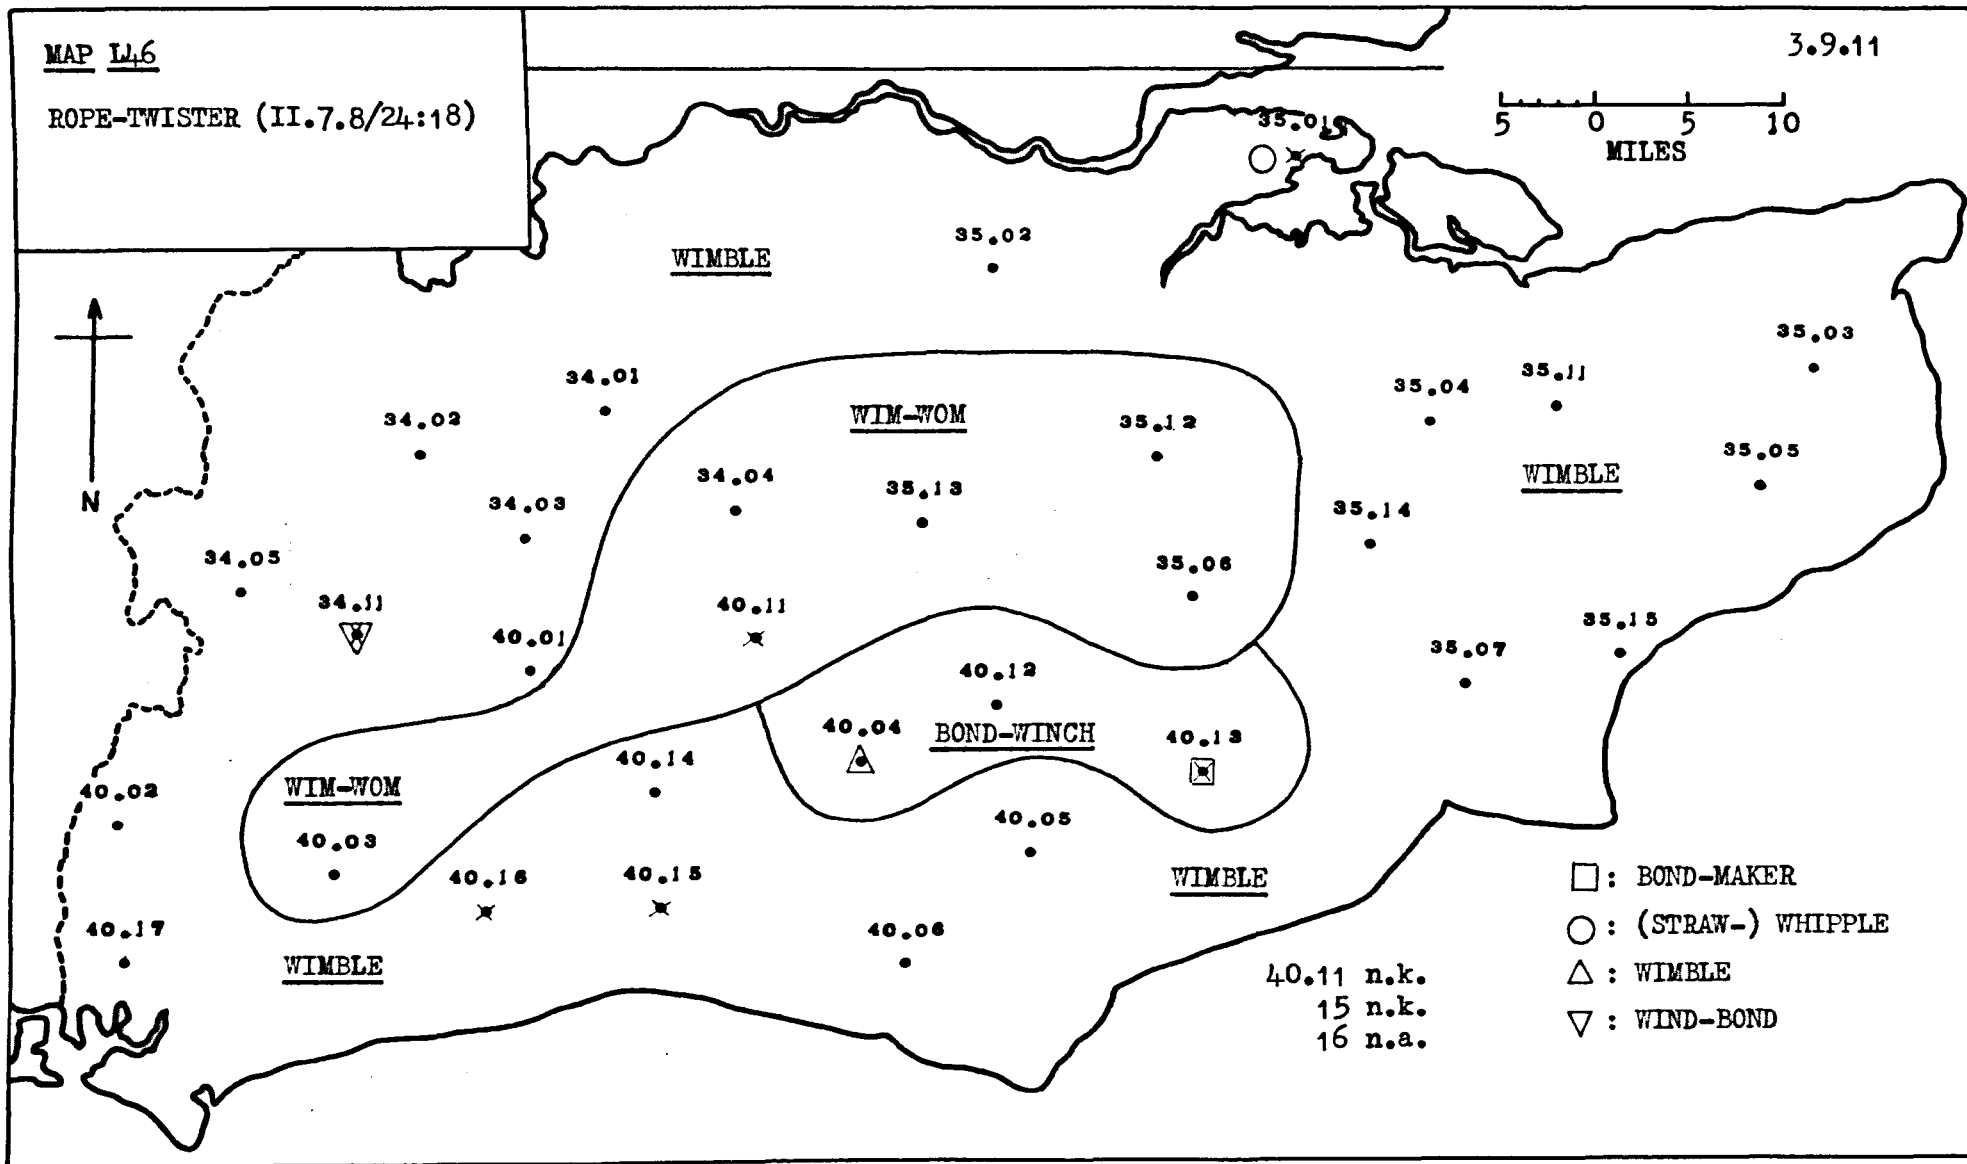 MAP L46
3.9.11
ROPE-TWISTER (II.7.8/24:18)
5 0 5 10
MILES
35.01
WIMBLE
35.02
35.03
34.01
35.04
35.11
34.02
WIM-WOM
35.12
34.04
35.13
35.05
WIMBLE
N
34.03
35.14
34.05
35.06
34.11
40.11
40.01
35.15
35.07
40.12
40.04
BOND-WINCH
40.13
40.14
WIM-WOM
40.02
40.03
40.05
40.16
40.15
WIMBLE
40.17
40.06
WIMBLE
□: BOND-MAKER
○: (STRAW-) WHIPPLE
△: WIMBLE
▽: WIND-BOND
40.11 n.k.
15 n.k.
16 n.a.